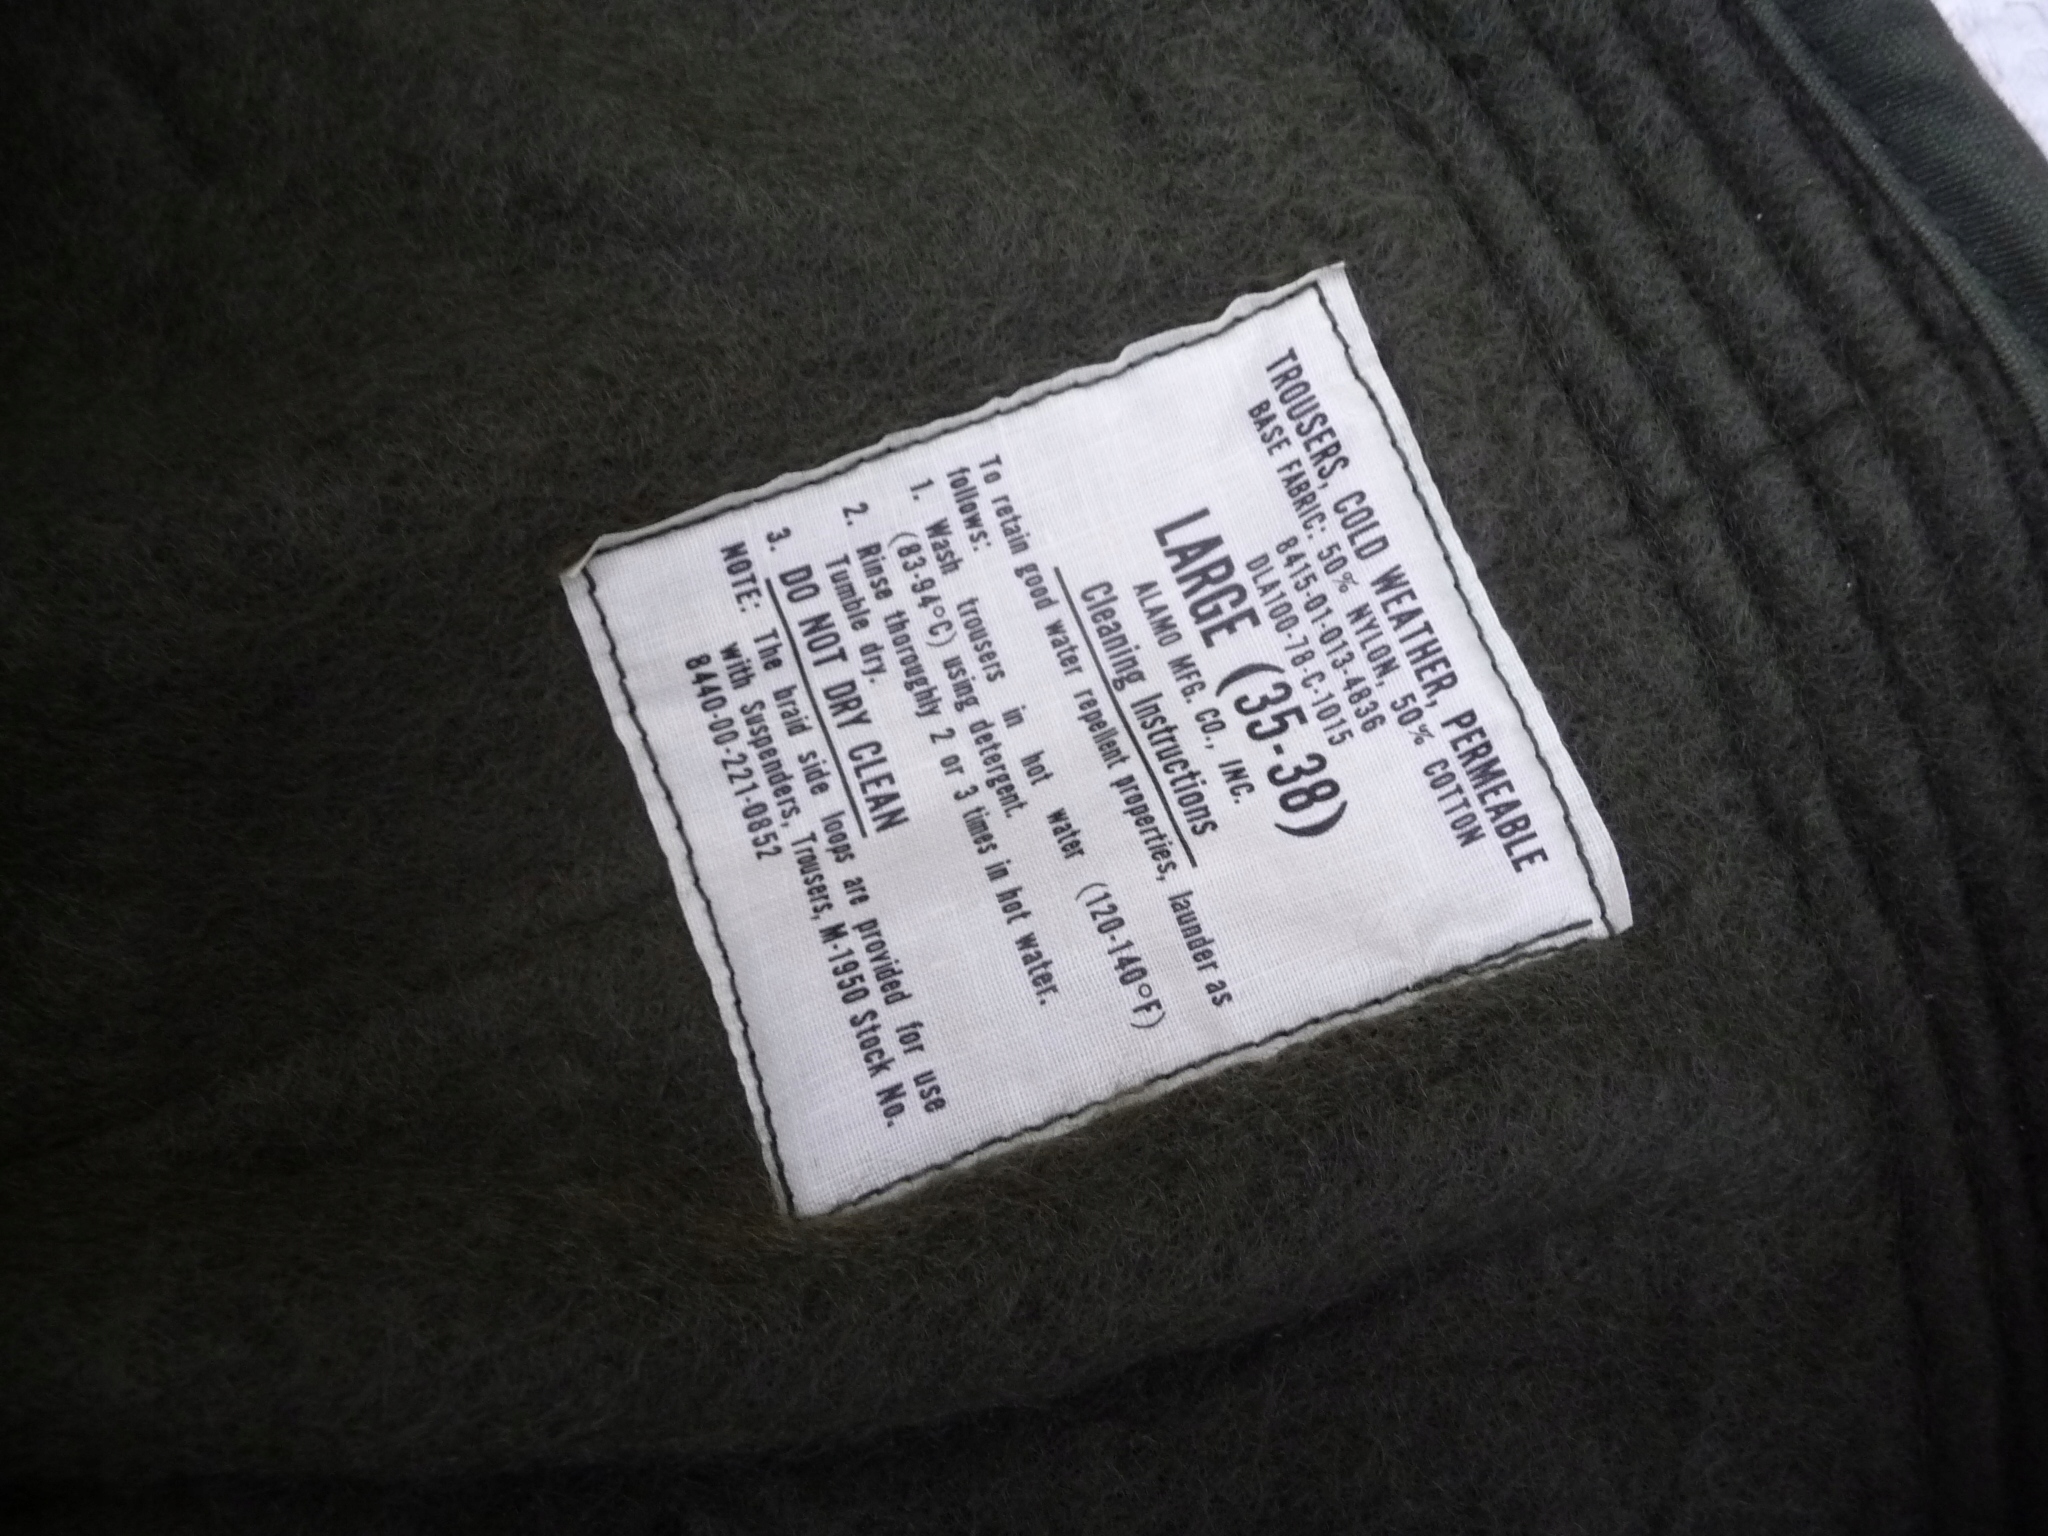 TROUSERS, COLD WEATHER, PERMEABLE
BASE FABRIC: 50% NYLON, 50% COTTON
8415-01-013-4836
DLA100-78-C-1015
LARGE (35-38)
ALAMO MFG. CO., INC.
Cleaning Instructions
To retain good water repellent properties, launder as
follows:
1. Wash trousers in hot water (120-140°F)
(83-94°C) using detergent.
2. Rinse thoroughly 2 or 3 times in hot water.
Tumble dry.
3. DO NOT DRY CLEAN
NOTE: The braid side loops are provided for use
with Suspenders, Trousers, M-1950 Stock No.
8440-00-221-0852